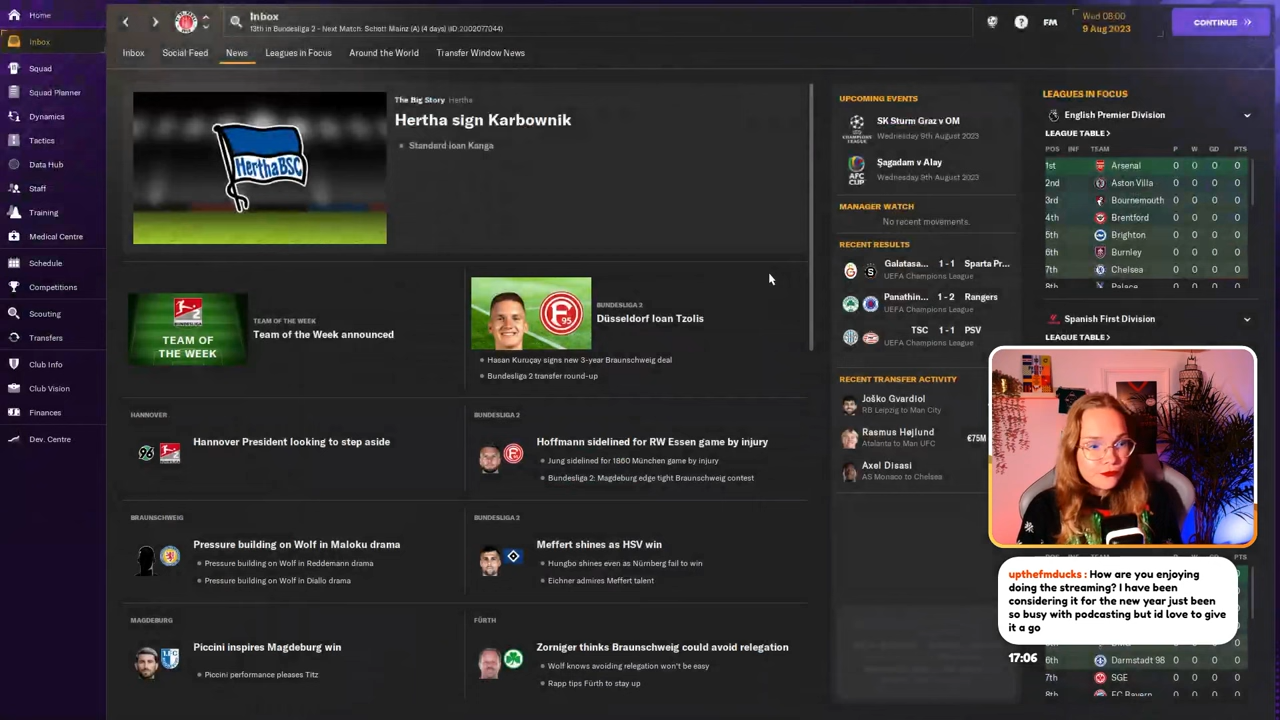 Home
Inbox
Squad
Squad Planner
Dynamics
Tactics
Data Hub
Staff
Training
Medical Centre
Schedule
Competitions
Scouting
Transfers
Club Info
Club Vision
Finances
Dev. Centre
Inbox
13th in Bundesliga 2 - Next Match: Schott Mainz (A) (4 days) (ID:2002077044)
FM
Wed 08:00
9 Aug 2023
CONTINUE
Inbox
Social Feed
News
Leagues in Focus
Around the World
Transfer Window News
HerthaBSC
The Big Story Hertha
Hertha sign Karbownik
Standard loan Kanga
TEAM OF
THE WEEK
TEAM OF THE WEEK
Team of the Week announced
F95
BUNDESLIGA 2
Düsseldorf loan Tzolis
Hasan Kuruçay signs new 3-year Braunschweig deal
Bundesliga 2 transfer round-up
HANNOVER
Hannover President looking to step aside
BUNDESLIGA 2
Hoffmann sidelined for RW Essen game by injury
Jung sidelined for 1860 München game by injury
Bundesliga 2: Magdeburg edge tight Braunschweig contest
BRAUNSCHWEIG
Pressure building on Wolf in Maloku drama
Pressure building on Wolf in Reddemann drama
Pressure building on Wolf in Diallo drama
BUNDESLIGA 2
Meffert shines as HSV win
Hungbo shines even as Nürnberg fail to win
Eichner admires Meffert talent
MAGDEBURG
Piccini inspires Magdeburg win
Piccini performance pleases Titz
FÜRTH
Zorniger thinks Braunschweig could avoid relegation
Wolf knows avoiding relegation won't be easy
Rapp tips Fürth to stay up
UPCOMING EVENTS
SK Sturm Graz v OM
Wednesday 9th August 2023
Şagadam v Alay
Wednesday 9th August 2023
MANAGER WATCH
No recent movements.
RECENT RESULTS
Galatasa... 1 - 1 Sparta Pr...
UEFA Champions League
Panathin... 1 - 2 Rangers
UEFA Champions League
TSC 1 - 1 PSV
UEFA Champions League
RECENT TRANSFER ACTIVITY
Joško Gvardiol
RB Leipzig to Man City
Rasmus Højlund
Atalanta to Man UFC
€75M
Axel Disasi
AS Monaco to Chelsea
LEAGUES IN FOCUS
English Premier Division
LEAGUE TABLE >
POS INF TEAM P W GD PTS
1st Arsenal 0 0 0 0
2nd Aston Villa 0 0 0 0
3rd Bournemouth 0 0 0 0
4th Brentford 0 0 0 0
5th Brighton 0 0 0 0
6th Burnley 0 0 0 0
7th Chelsea 0 0 0 0
8th Palace 0 0 0 0
Spanish First Division
LEAGUE TABLE >
upthefmducks : How are you enjoying
doing the streaming? I have been
considering it for the new year just been
so busy with podcasting but id love to give
it a go
17:06
6th Darmstadt 98 0 0 0 0
7th SGE 0 0 0 0
8th FC Bayern 0 0 0 0